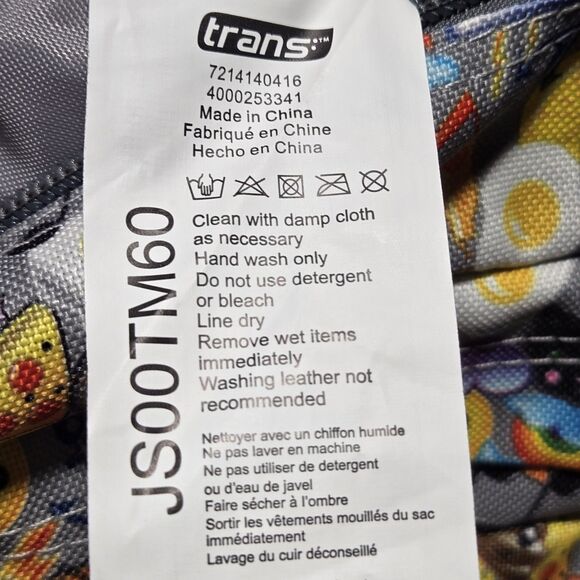 trans:™
7214140416
4000253341
Made in China
Fabriqué en Chine
Hecho en China
JS00TM60
Clean with damp cloth
as necessary
Hand wash only
Do not use detergent
or bleach
Line dry
Remove wet items
immediately
Washing leather not
recommended
Nettoyer avec un chiffon humide
Ne pas laver en machine
Ne pas utiliser de detergent
ou d'eau de javel
Faire sécher à l'ombre
Sortir les vêtements mouillés du sac
immédiatement
Lavage du cuir déconseillé